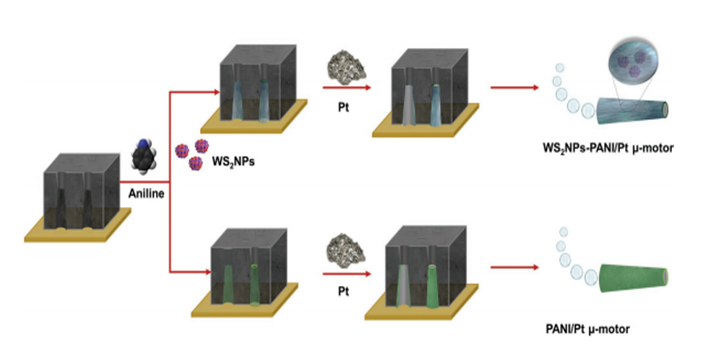 Pt
WS₂NPs
Aniline
WS₂NPs-PANI/Pt μ-motor
Pt
PANI/Pt μ-motor